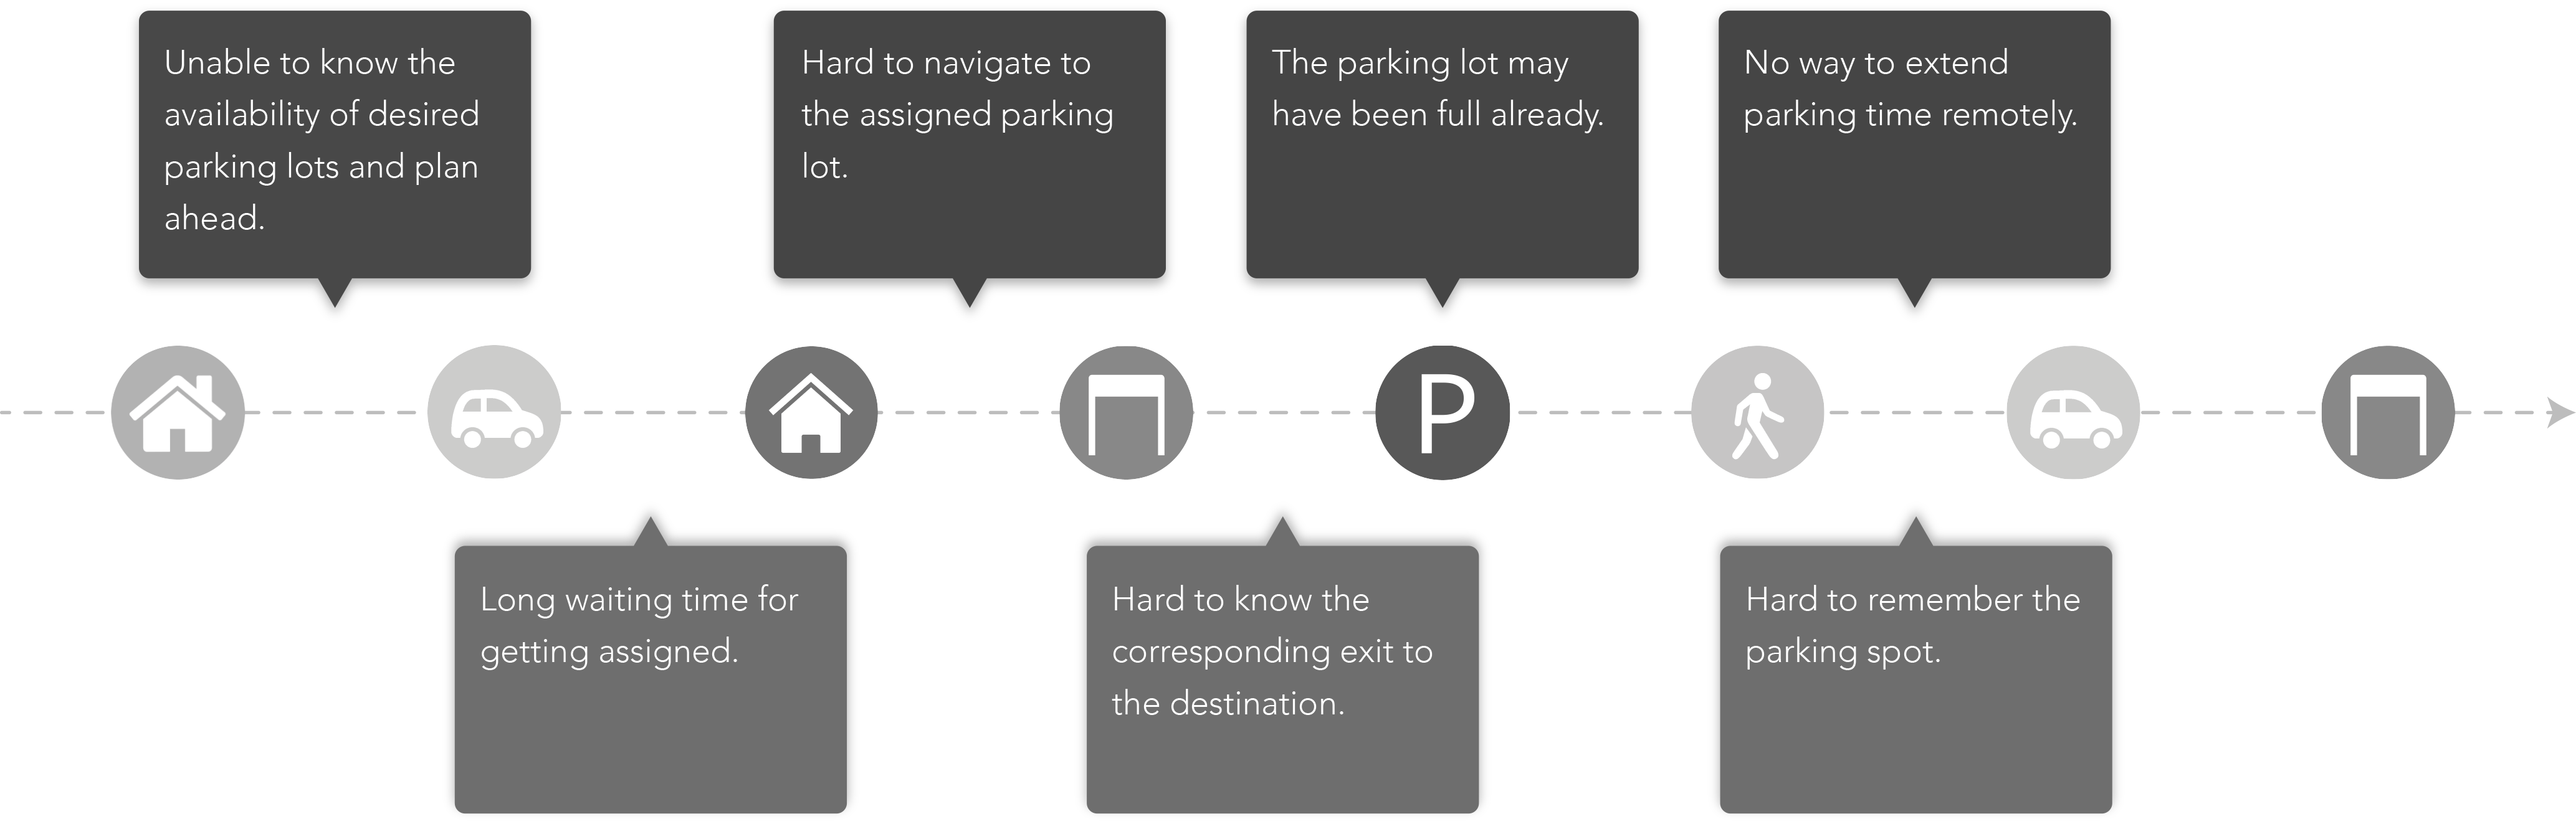 Unable to know the
availability of desired
parking lots and plan
ahead.
Hard to navigate to
the assigned parking
lot.
The parking lot may
have been full already.
No way to extend
parking time remotely.
P
Long waiting time for
getting assigned.
Hard to know the
corresponding exit to
the destination.
Hard to remember the
parking spot.